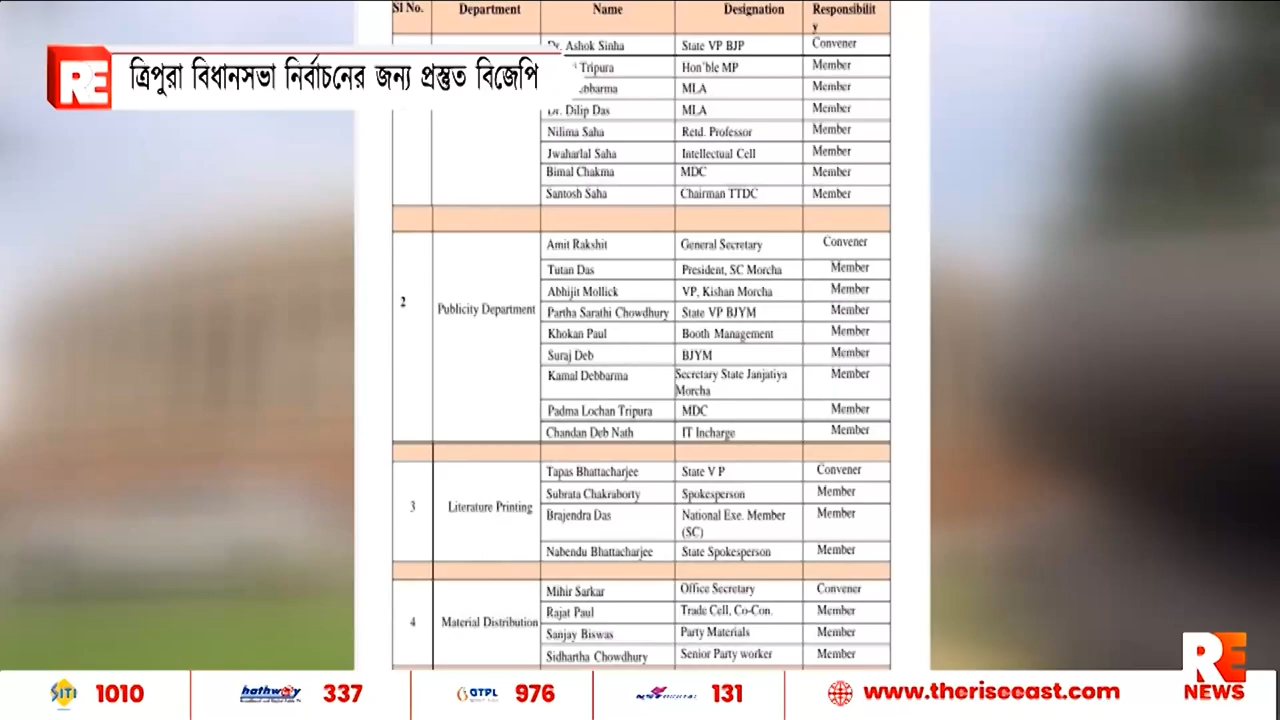 Sl No. Department Name Designation Responsibilit
y
Dr. Ashok Sinha State VP BJP Convener
Tripura Hon'ble MP Member
MLA Member
Dr. Dilip Das MLA Member
Nilima Saha Retd. Professor Member
Jwaharlal Saha Intellectual Cell Member
Bimal Chakma MDC Member
Santosh Saha Chairman TTDC Member
RE ত্রিপুরা বিধানসভা নির্বাচনের জন্য প্রস্তুত বিজেপি
2 Publicity Department
Amit Rakshit General Secretary Convener
Tutan Das President, SC Morcha Member
Abhijit Mollick VP, Kishan Morcha Member
Partha Sarathi Chowdhury State VP BJYM Member
Khokan Paul Booth Management Member
Suraj Deb BJYM Member
Kamal Debbarma Secretary State Janjatiya Member
Morcha
Padma Lochan Tripura MDC Member
Chandan Deb Nath IT Incharge Member
3 Literature Printing
Tapas Bhattacharjee State V P Convener
Subrata Chakraborty Spokesperson Member
Brajendra Das National Exe. Member Member
(SC)
Nabendu Bhattacharjee State Spokesperson Member
4 Material Distribution
Mihir Sarkar Office Secretary Convener
Rajat Paul Trade Cell, Co-Con. Member
Sanjay Biswas Party Materials Member
Sidhartha Chowdhury Senior Party worker Member
RE
NEWS
SITI 1010 hathway 337 GTPL 976 131 www.theriseeast.com